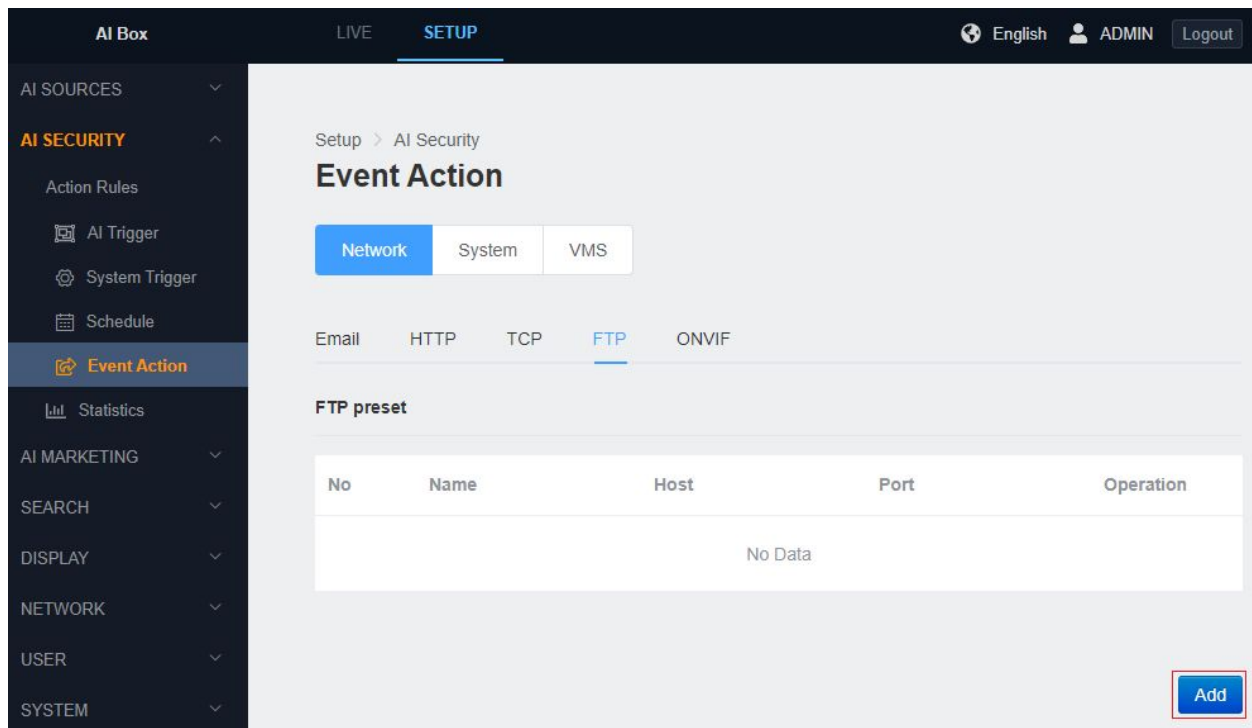 AI Box
LIVE SETUP
English ADMIN Logout
AI SOURCES
AI SECURITY
Action Rules
AI Trigger
System Trigger
Schedule
Event Action
Statistics
AI MARKETING
SEARCH
DISPLAY
NETWORK
USER
SYSTEM
Setup > AI Security
Event Action
Network System VMS
Email HTTP TCP FTP ONVIF
FTP preset
No Name Host Port Operation
No Data
Add